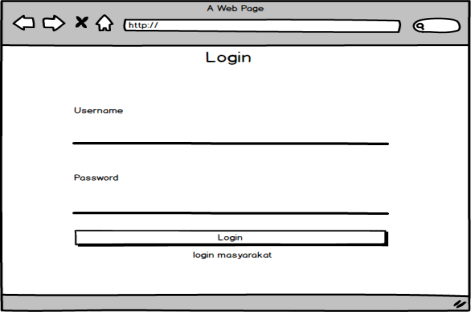 A Web Page
http://
Login
Username
Password
Login
login masyarakat